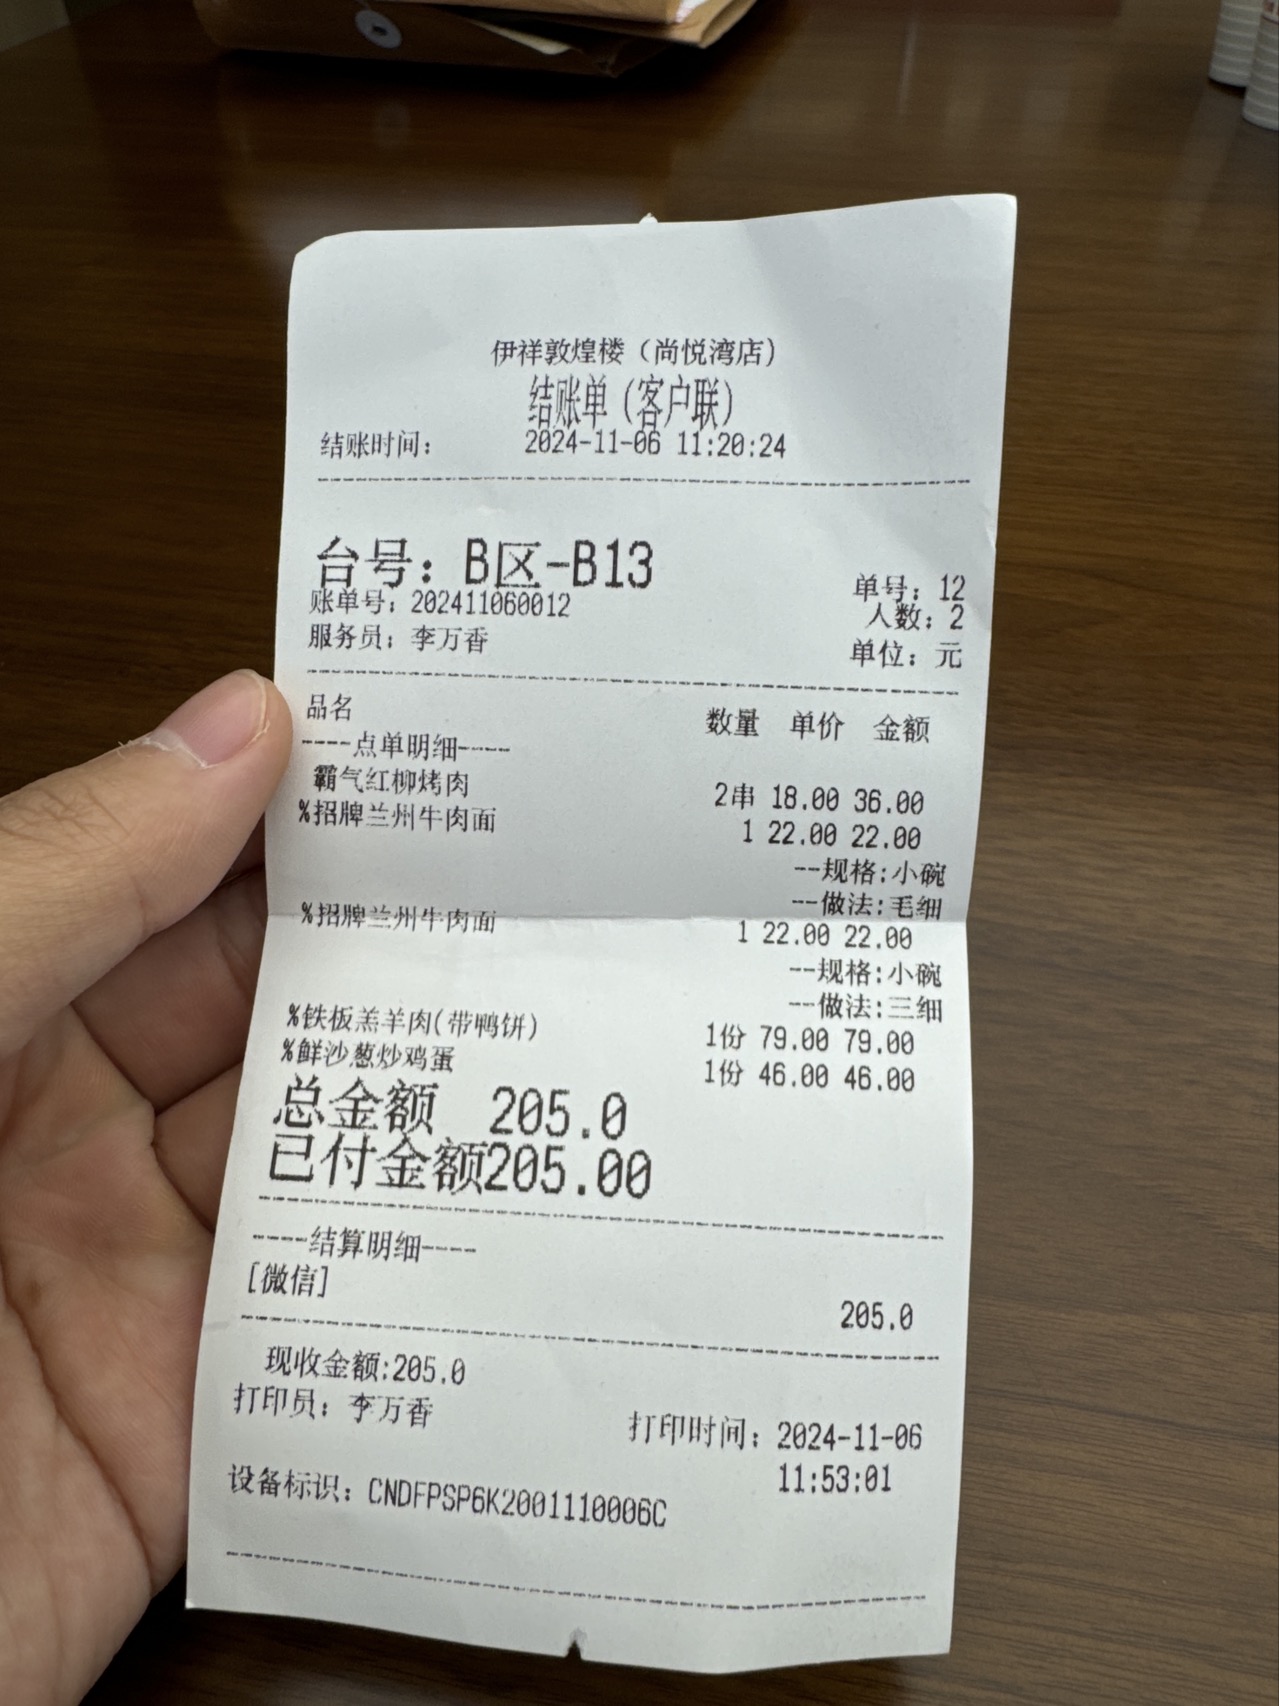 伊祥敦煌楼（尚悦湾店）
结账单（客户联）
结账时间： 2024-11-06 11:20:24
台号：B区-B13
单号：12
账单号：202411060012
人数：2
服务员：李万香
单位：元
品名 数量 单价 金额
----点单明细----
霸气红柳烤肉 2串 18.00 36.00
%招牌兰州牛肉面 1 22.00 22.00
--规格:小碗
--做法:毛细
%招牌兰州牛肉面 1 22.00 22.00
--规格:小碗
--做法:三细
%铁板羔羊肉(带鸭饼) 1份 79.00 79.00
%鲜沙葱炒鸡蛋 1份 46.00 46.00
总金额 205.0
已付金额205.00
----结算明细----
[微信] 205.0
现收金额:205.0
打印员：李万香 打印时间：2024-11-06
11:53:01
设备标识：CNDFPSP6K2001110006C